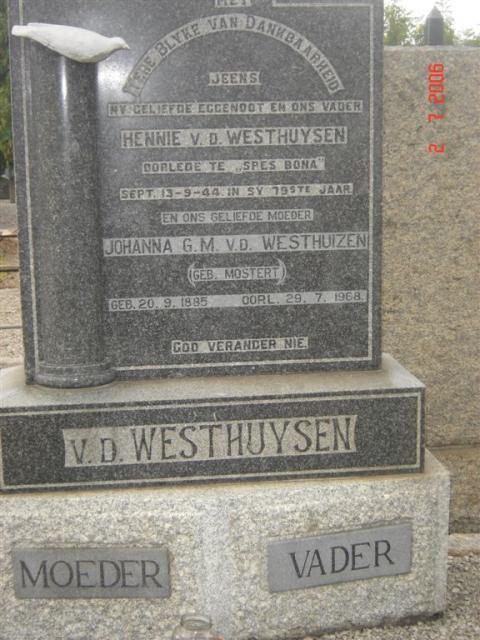 MET
TERE BLYKE VAN DANKBAARHEID
JEENS
MY GELIEFDE EGGENOOT EN ONS VADER
HENNIE V.D. WESTHUYSEN
OORLEDE TE „SPES BONA"
SEPT. 13-9-44. IN SY 79STE JAAR.
EN ONS GELIEFDE MOEDER
JOHANNA G.M. V.D. WESTHUIZEN
(GEB. MOSTERT)
GEB. 20. 9. 1885 OORL. 29. 7. 1968.
GOD VERANDER NIE.
V.D. WESTHUYSEN
MOEDER
VADER
2 7 2006